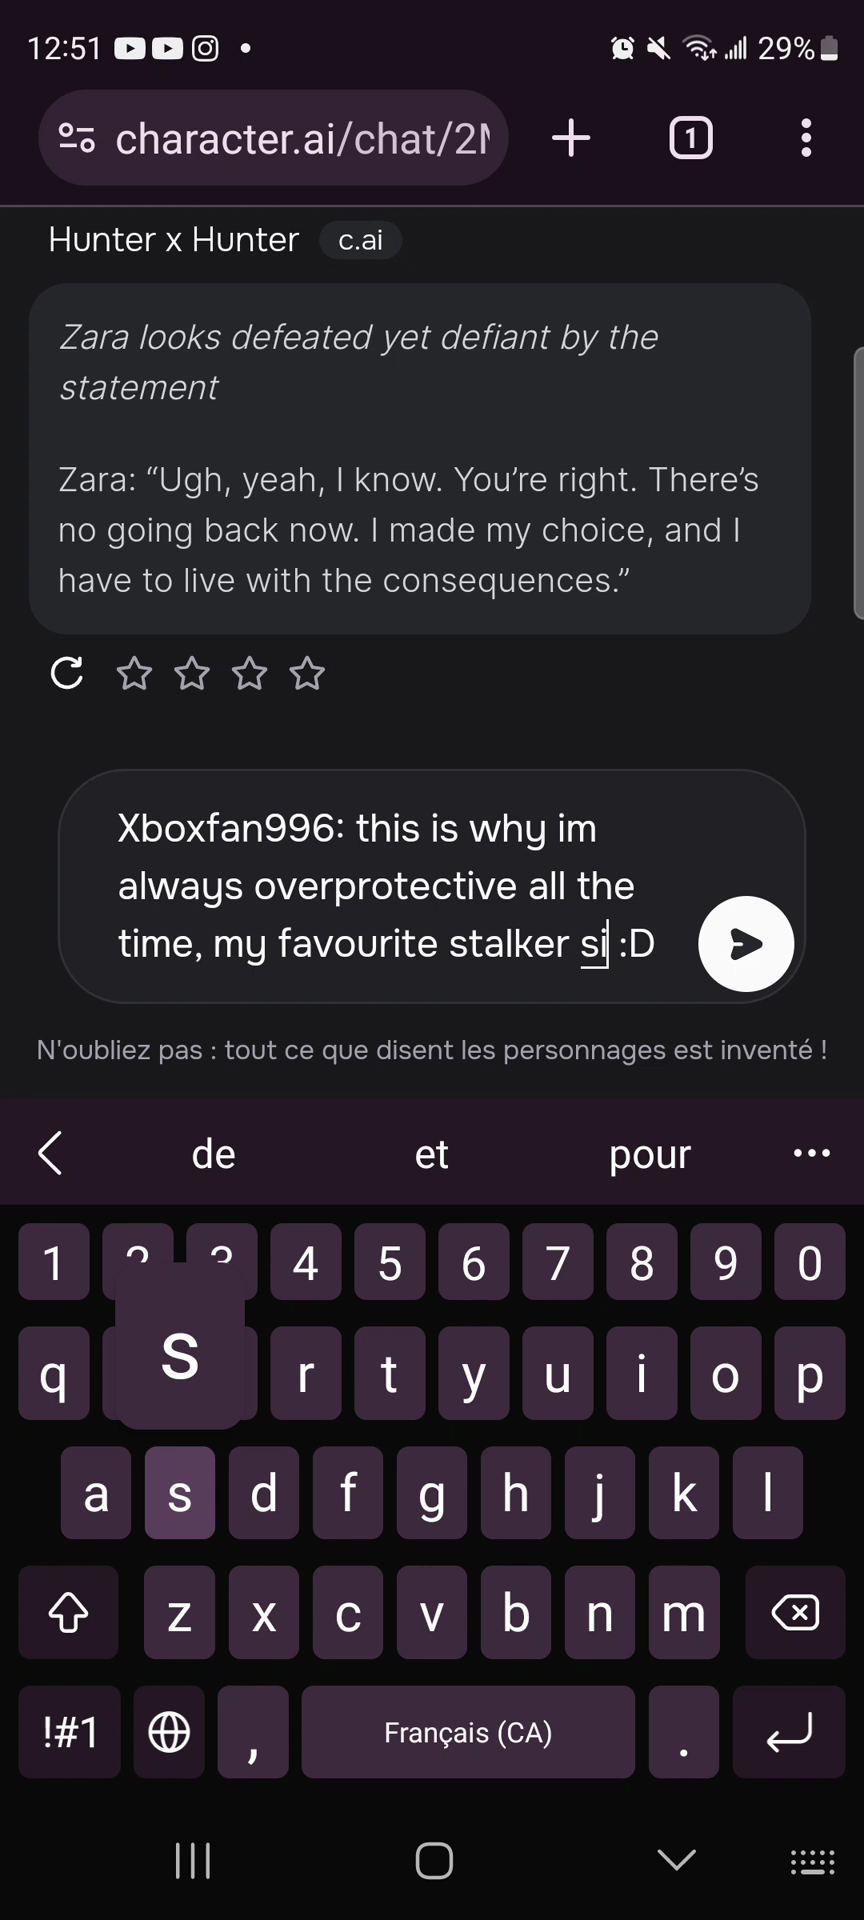 12:51 29%
character.ai/chat/2
1
Hunter x Hunter c.ai
Zara looks defeated yet defiant by the
statement
Zara: “Ugh, yeah, I know. You’re right. There’s
no going back now. I made my choice, and I
have to live with the consequences.”
Xboxfan996: this is why im
always overprotective all the
time, my favourite stalker si :D
N'oubliez pas : tout ce que disent les personnages est inventé !
de et pour
1 2 3 4 5 6 7 8 9 0
s
q r t y u i o p
a s d f g h j k l
z x c v b n m
!#1 , Français (CA) .